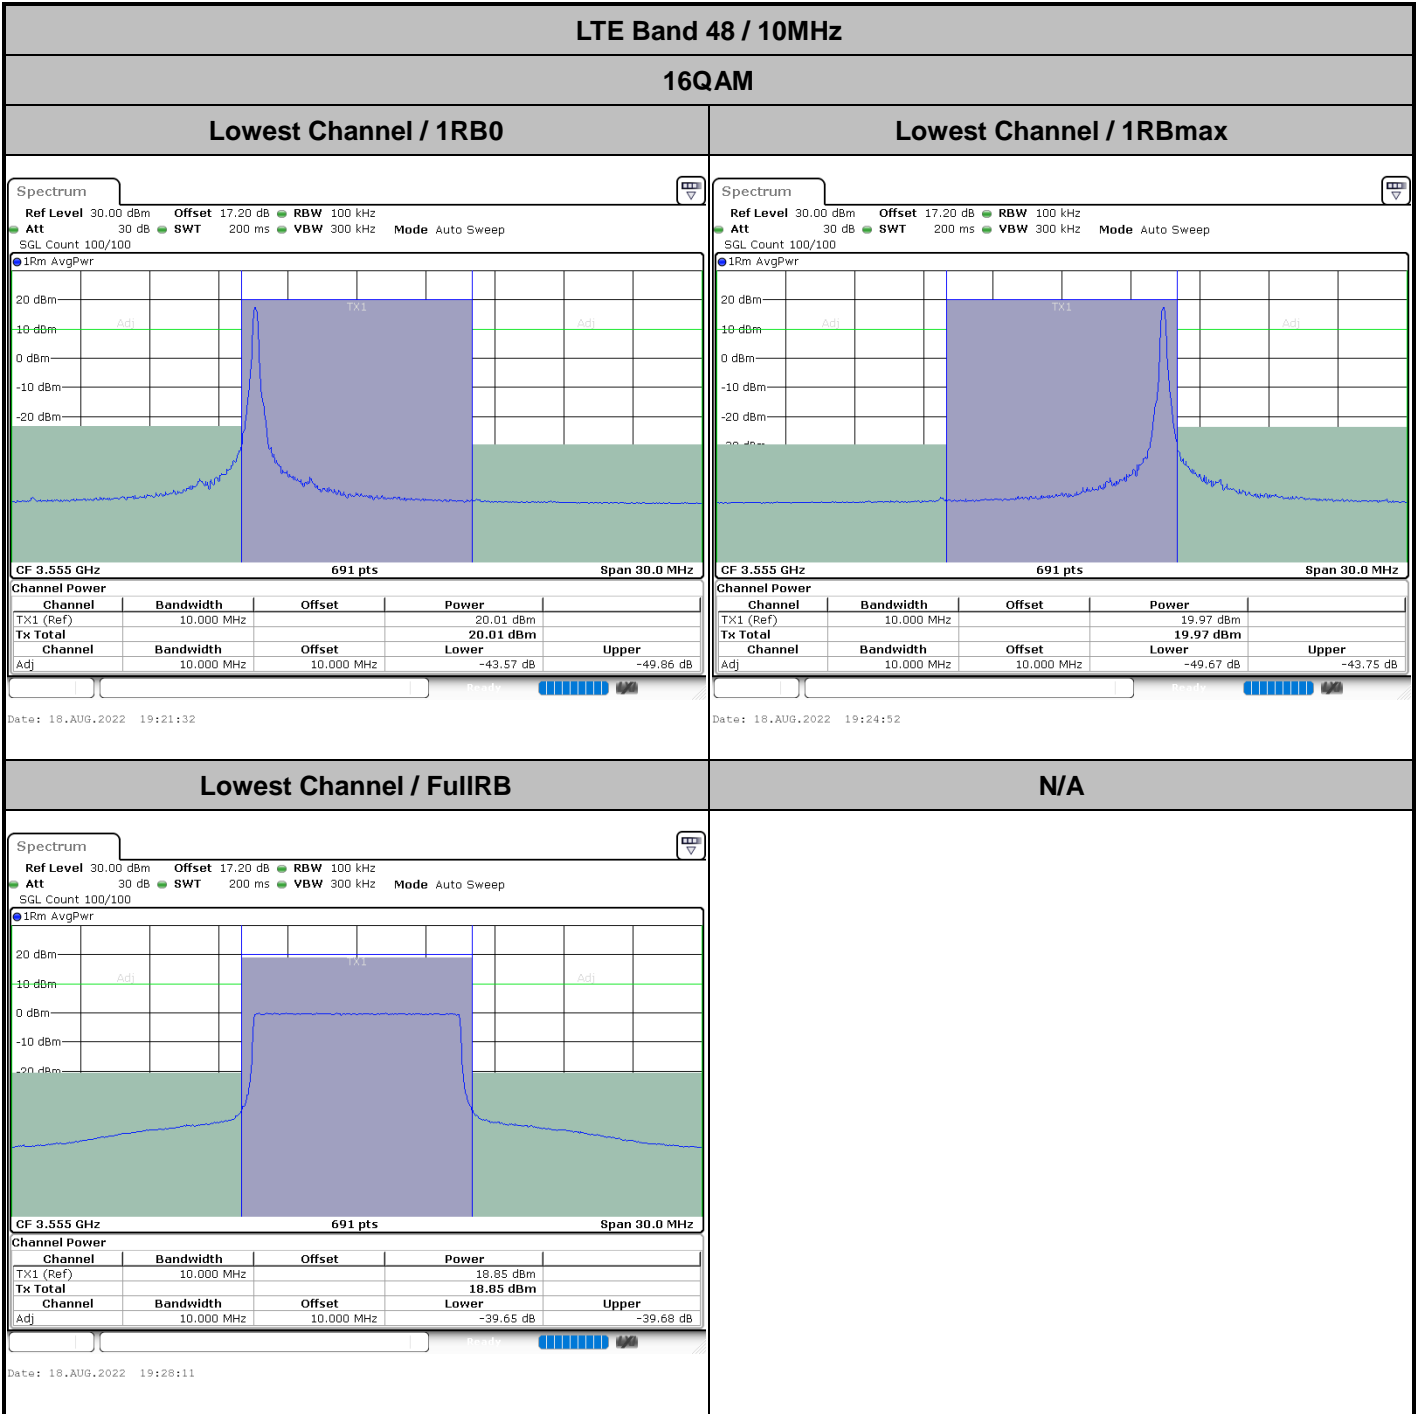 LTE Band 48 / 10MHz
16QAM
Lowest Channel / 1RB0
Lowest Channel / 1RBmax
Spectrum
Ref Level 30.00 dBm Offset 17.20 dB RBW 100 kHz
Att 30 dB SWT 200 ms VBW 300 kHz Mode Auto Sweep
SGL Count 100/100
1Rm AvgPwr
20 dBm
TX1
Adj
Adj
10 dBm
0 dBm
-10 dBm
-20 dBm
CF 3.555 GHz 691 pts Span 30.0 MHz
Channel Power
Channel Bandwidth Offset Power
TX1 (Ref) 10.000 MHz 20.01 dBm
Tx Total 20.01 dBm
Channel Bandwidth Offset Lower Upper
Adj 10.000 MHz 10.000 MHz -43.57 dB -49.86 dB
Ready
Date: 18.AUG.2022 19:21:32
Spectrum
Ref Level 30.00 dBm Offset 17.20 dB RBW 100 kHz
Att 30 dB SWT 200 ms VBW 300 kHz Mode Auto Sweep
SGL Count 100/100
1Rm AvgPwr
20 dBm
TX1
Adj
Adj
10 dBm
0 dBm
-10 dBm
-20 dBm
-30 dBm
CF 3.555 GHz 691 pts Span 30.0 MHz
Channel Power
Channel Bandwidth Offset Power
TX1 (Ref) 10.000 MHz 19.97 dBm
Tx Total 19.97 dBm
Channel Bandwidth Offset Lower Upper
Adj 10.000 MHz 10.000 MHz -49.67 dB -43.75 dB
Ready
Date: 18.AUG.2022 19:24:52
Lowest Channel / FullRB
N/A
Spectrum
Ref Level 30.00 dBm Offset 17.20 dB RBW 100 kHz
Att 30 dB SWT 200 ms VBW 300 kHz Mode Auto Sweep
SGL Count 100/100
1Rm AvgPwr
20 dBm
TX1
Adj
Adj
10 dBm
0 dBm
-10 dBm
-20 dBm
CF 3.555 GHz 691 pts Span 30.0 MHz
Channel Power
Channel Bandwidth Offset Power
TX1 (Ref) 10.000 MHz 18.85 dBm
Tx Total 18.85 dBm
Channel Bandwidth Offset Lower Upper
Adj 10.000 MHz 10.000 MHz -39.65 dB -39.68 dB
Ready
Date: 18.AUG.2022 19:28:11